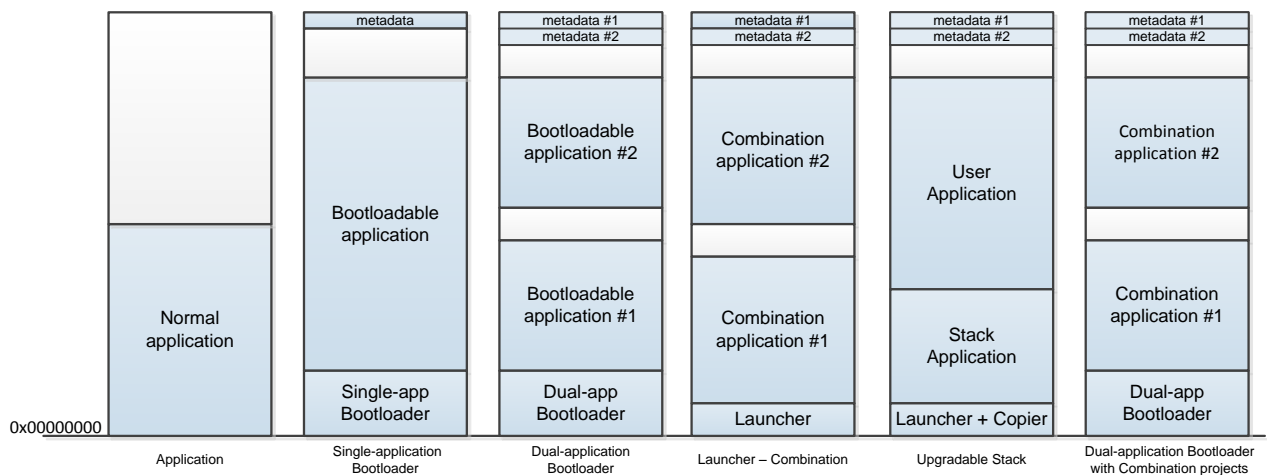 metadata
metadata #1
metadata #1
metadata #1
metadata #1
metadata #2
metadata #2
metadata #2
metadata #2
Bootloadable
application #2
Combination
application #2
Combination
application #2
User
Application
Bootloadable
application
Bootloadable
application #1
Combination
application #1
Normal
application
Combination
application #1
Stack
Application
Single-app
Bootloader
Dual-app
Bootloader
Dual-app
Bootloader
Launcher
Launcher + Copier
0x00000000
Application
Single-application
Bootloader
Dual-application
Bootloader
Launcher – Combination
Upgradable Stack
Dual-application Bootloader
with Combination projects